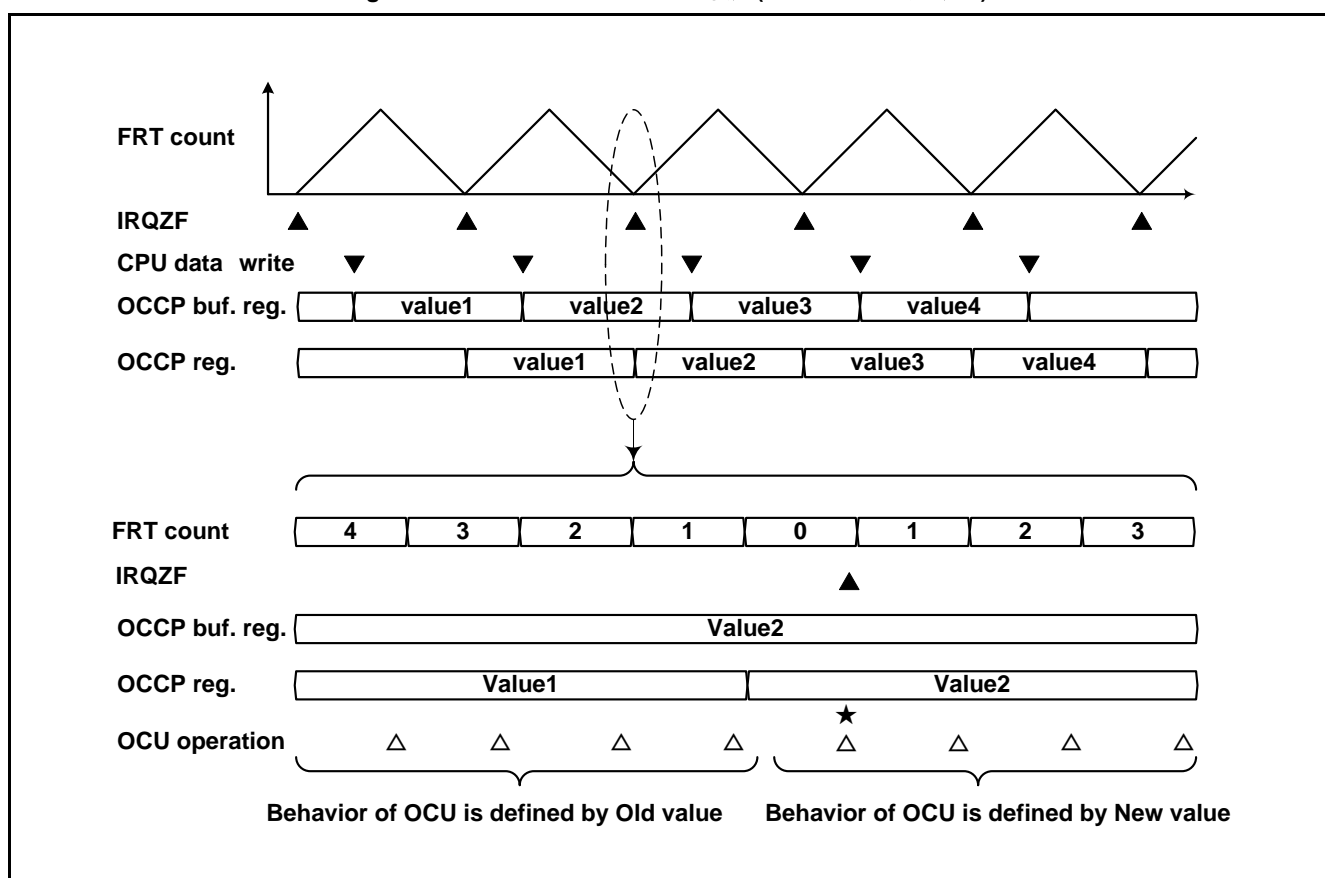 FRT count
IRQZF
CPU data write
OCCP buf. reg. value1 value2 value3 value4
OCCP reg. value1 value2 value3 value4
FRT count 4 3 2 1 0 1 2 3
IRQZF
OCCP buf. reg. Value2
OCCP reg. Value1 Value2
OCU operation
Behavior of OCU is defined by Old value Behavior of OCU is defined by New value